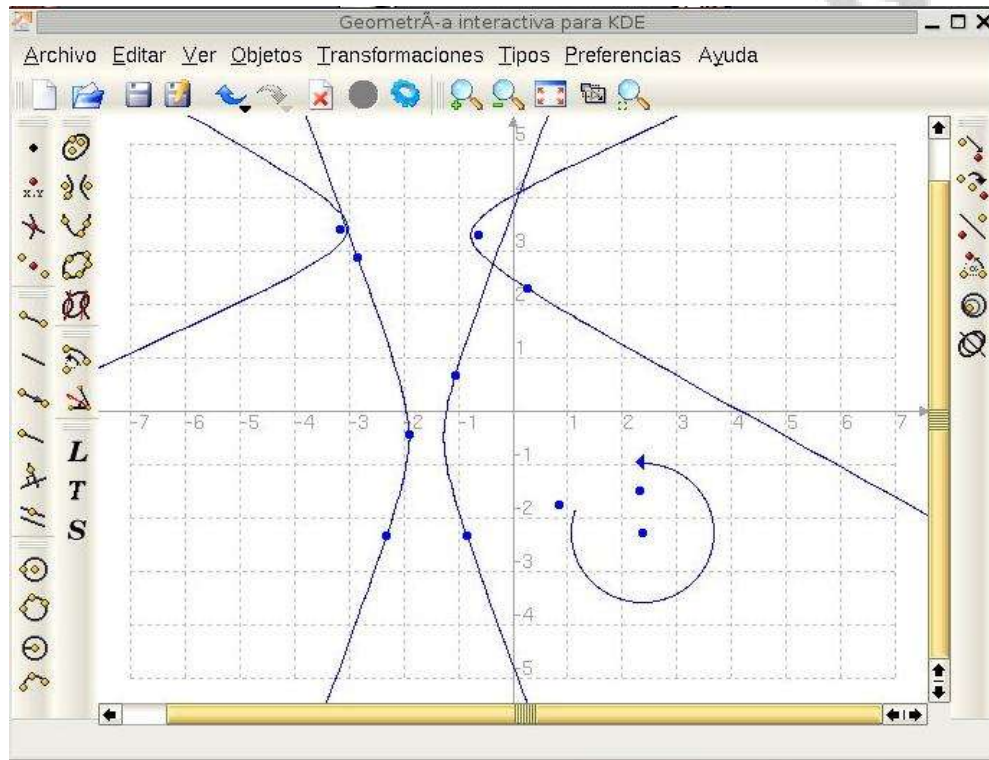 GeometrÃ-a interactiva para KDE
Archivo Editar Ver Objetos Transformaciones Tipos Preferencias Ayuda
x.y
5
3
2
1
-7 -6 -5 -4 -3 -2 -1 1 2 3 4 5 6 7
-1
-2
-3
-4
-5
L
T
S
α